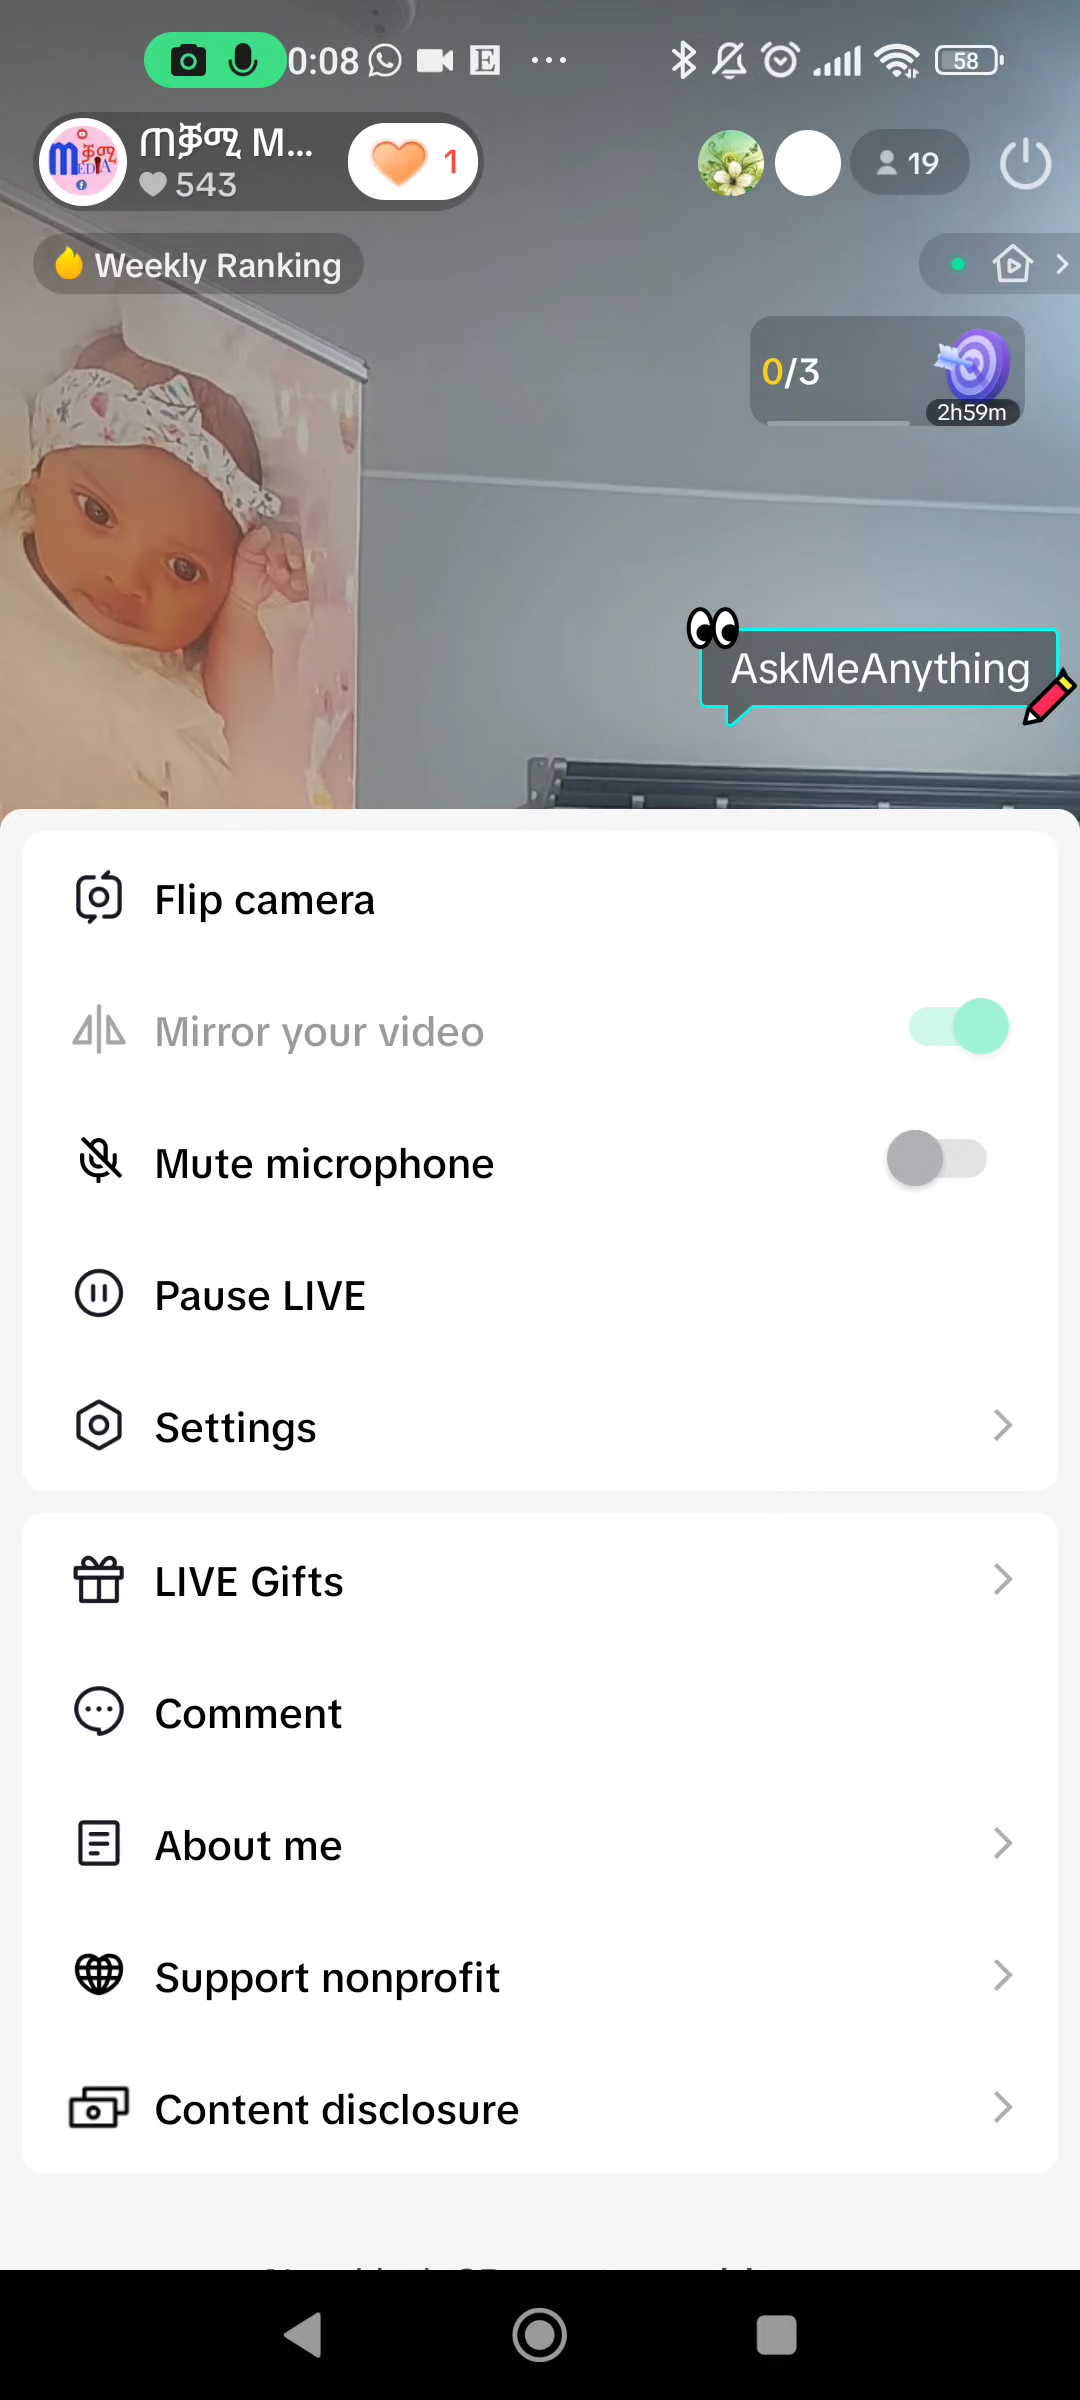 0:08
58
ጠቻሚ M...
543
1
19
Weekly Ranking
0/3
2h59m
AskMeAnything
Flip camera
Mirror your video
Mute microphone
Pause LIVE
Settings
LIVE Gifts
Comment
About me
Support nonprofit
Content disclosure